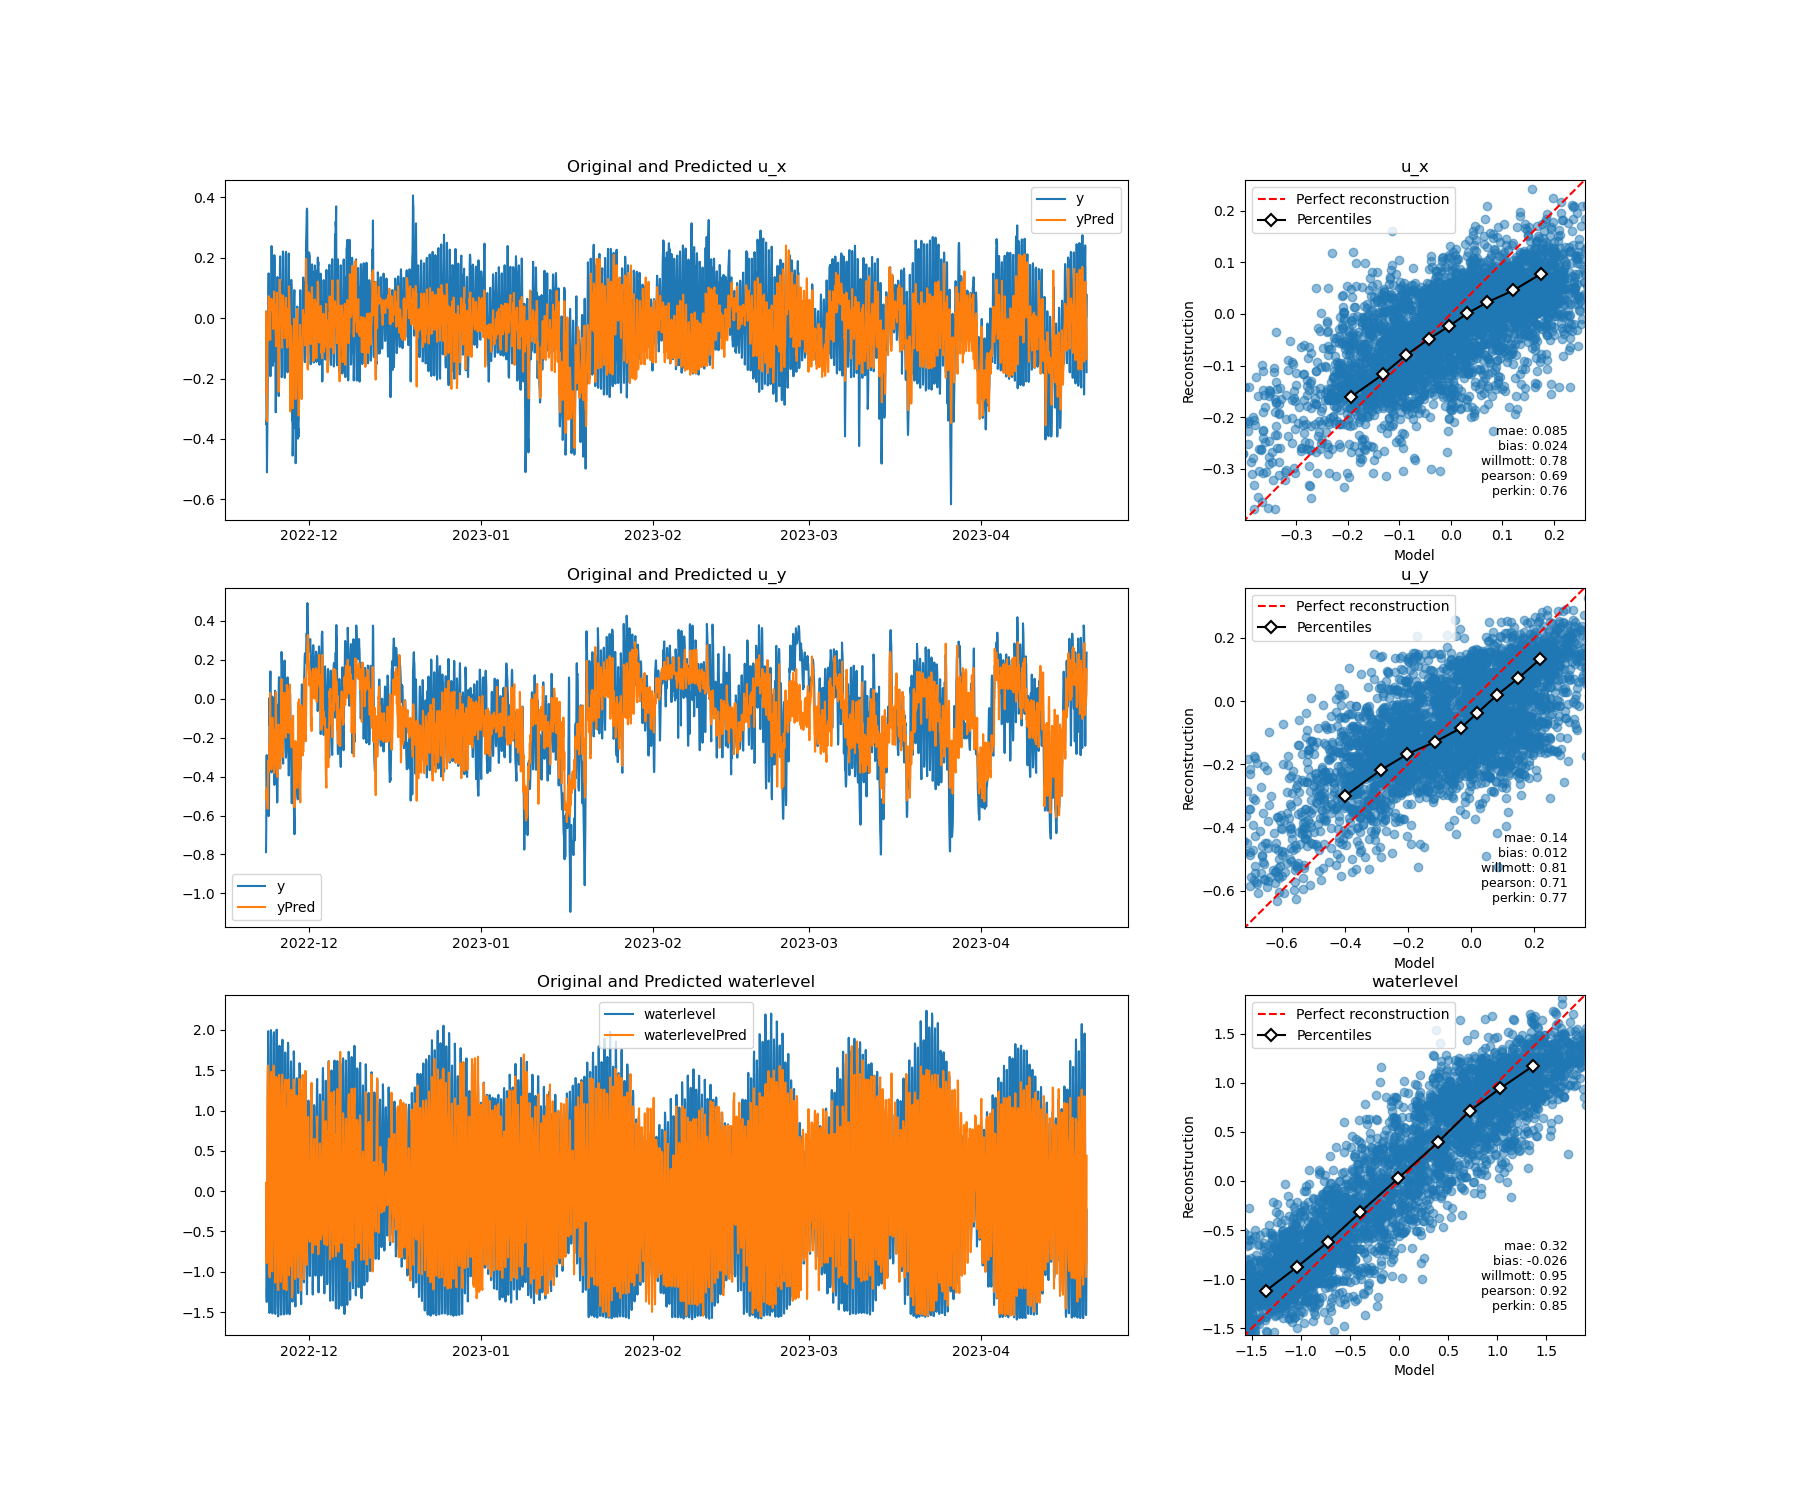 Original and Predicted u_x
y
yPred
0.4
0.2
0.0
−0.2
−0.4
−0.6
2022-12 2023-01 2023-02 2023-03 2023-04
u_x
Perfect reconstruction
Percentiles
Reconstruction
0.2
0.1
0.0
−0.1
−0.2
−0.3
mae: 0.085
bias: 0.024
willmott: 0.78
pearson: 0.69
perkin: 0.76
−0.3 −0.2 −0.1 0.0 0.1 0.2
Model
Original and Predicted u_y
0.4
0.2
0.0
−0.2
−0.4
−0.6
−0.8
−1.0
y
yPred
2022-12 2023-01 2023-02 2023-03 2023-04
u_y
Perfect reconstruction
Percentiles
Reconstruction
0.2
0.0
−0.2
−0.4
−0.6
mae: 0.14
bias: 0.012
willmott: 0.81
pearson: 0.71
perkin: 0.77
−0.6 −0.4 −0.2 0.0 0.2
Model
Original and Predicted waterlevel
waterlevel
waterlevelPred
2.0
1.5
1.0
0.5
0.0
−0.5
−1.0
−1.5
2022-12 2023-01 2023-02 2023-03 2023-04
waterlevel
Perfect reconstruction
Percentiles
Reconstruction
1.5
1.0
0.5
0.0
−0.5
−1.0
−1.5
mae: 0.32
bias: -0.026
willmott: 0.95
pearson: 0.92
perkin: 0.85
−1.5 −1.0 −0.5 0.0 0.5 1.0 1.5
Model